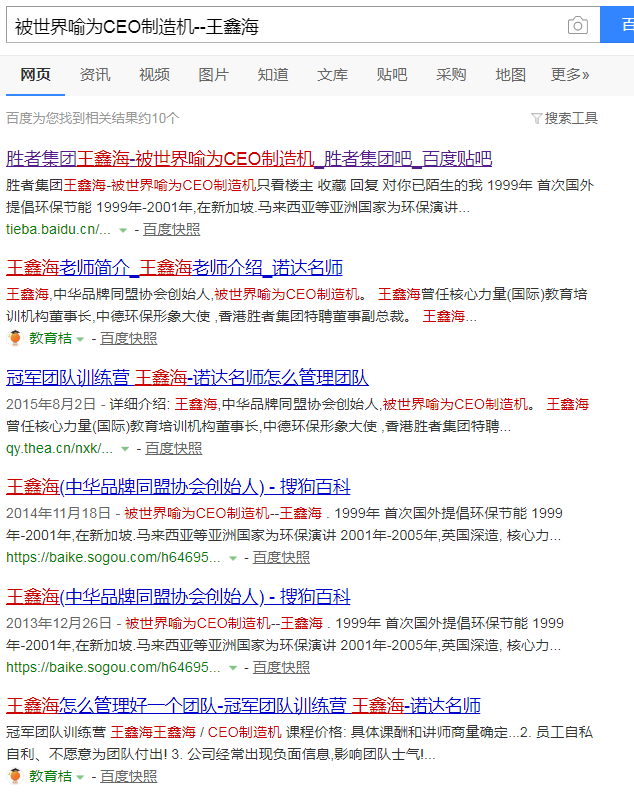 被世界喻为CEO制造机--王鑫海
百
网页 资讯 视频 图片 知道 文库 贴吧 采购 地图 更多»
百度为您找到相关结果约10个 搜索工具
胜者集团王鑫海-被世界喻为CEO制造机_胜者集团吧_百度贴吧
胜者集团王鑫海-被世界喻为CEO制造机只看楼主 收藏 回复 对你已陌生的我 1999年 首次国外
提倡环保节能 1999年-2001年,在新加坡.马来西亚等亚洲国家为环保演讲...
tieba.baidu.com/... - 百度快照
王鑫海老师简介_王鑫海老师介绍_诺达名师
王鑫海,中华品牌同盟协会创始人,被世界喻为CEO制造机。 王鑫海曾任核心力量(国际)教育培
训机构董事长,中德环保形象大使 ,香港胜者集团特聘董事副总裁。 王鑫海...
教育桔 - 百度快照
冠军团队训练营 王鑫海-诺达名师怎么管理团队
2015年8月2日 - 详细介绍: 王鑫海,中华品牌同盟协会创始人,被世界喻为CEO制造机。 王鑫海
曾任核心力量(国际)教育培训机构董事长,中德环保形象大使 ,香港胜者集团特聘...
qy.thea.cn/nxk/... - 百度快照
王鑫海(中华品牌同盟协会创始人) - 搜狗百科
2014年11月18日 - 被世界喻为CEO制造机--王鑫海 . 1999年 首次国外提倡环保节能 1999
年-2001年,在新加坡.马来西亚等亚洲国家为环保演讲 2001年-2005年,英国深造, 核心力...
https://baike.sogou.com/h64695... - 百度快照
王鑫海(中华品牌同盟协会创始人) - 搜狗百科
2013年12月26日 - 被世界喻为CEO制造机--王鑫海 . 1999年 首次国外提倡环保节能 1999
年-2001年,在新加坡.马来西亚等亚洲国家为环保演讲 2001年-2005年,英国深造, 核心力...
https://baike.sogou.com/h64695... - 百度快照
王鑫海怎么管理好一个团队-冠军团队训练营 王鑫海-诺达名师
冠军团队训练营 王鑫海王鑫海 / CEO制造机 课程价格: 具体课酬和讲师商量确定...2. 员工自私
自利、不愿意为团队付出! 3. 公司经常出现负面信息,影响团队士气!...
教育桔 - 百度快照